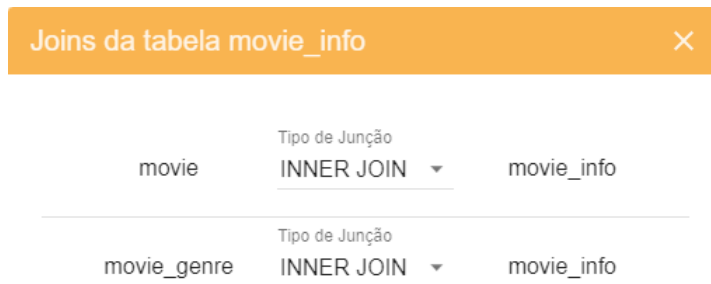 Joins da tabela movie_info
Tipo de Junção
movie INNER JOIN movie_info
Tipo de Junção
movie_genre INNER JOIN movie_info